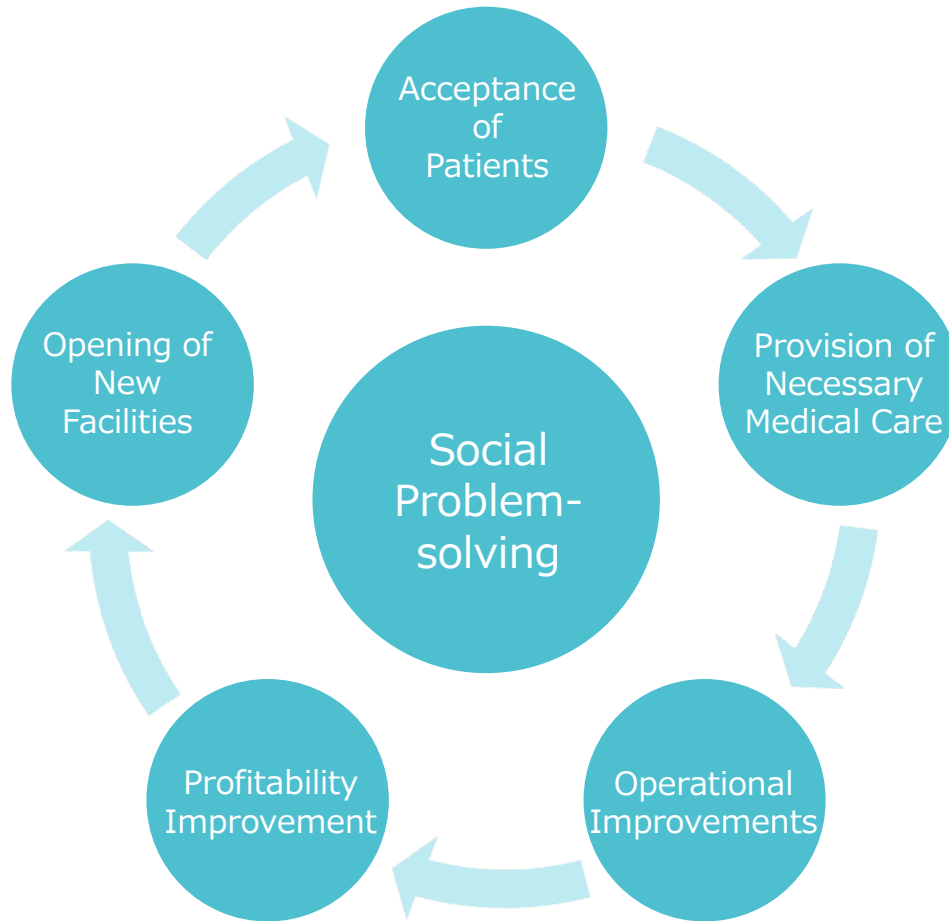 Acceptance
of
Patients
Provision of
Necessary
Medical Care
Operational
Improvements
Profitability
Improvement
Opening of
New
Facilities
Social
Problem-
solving